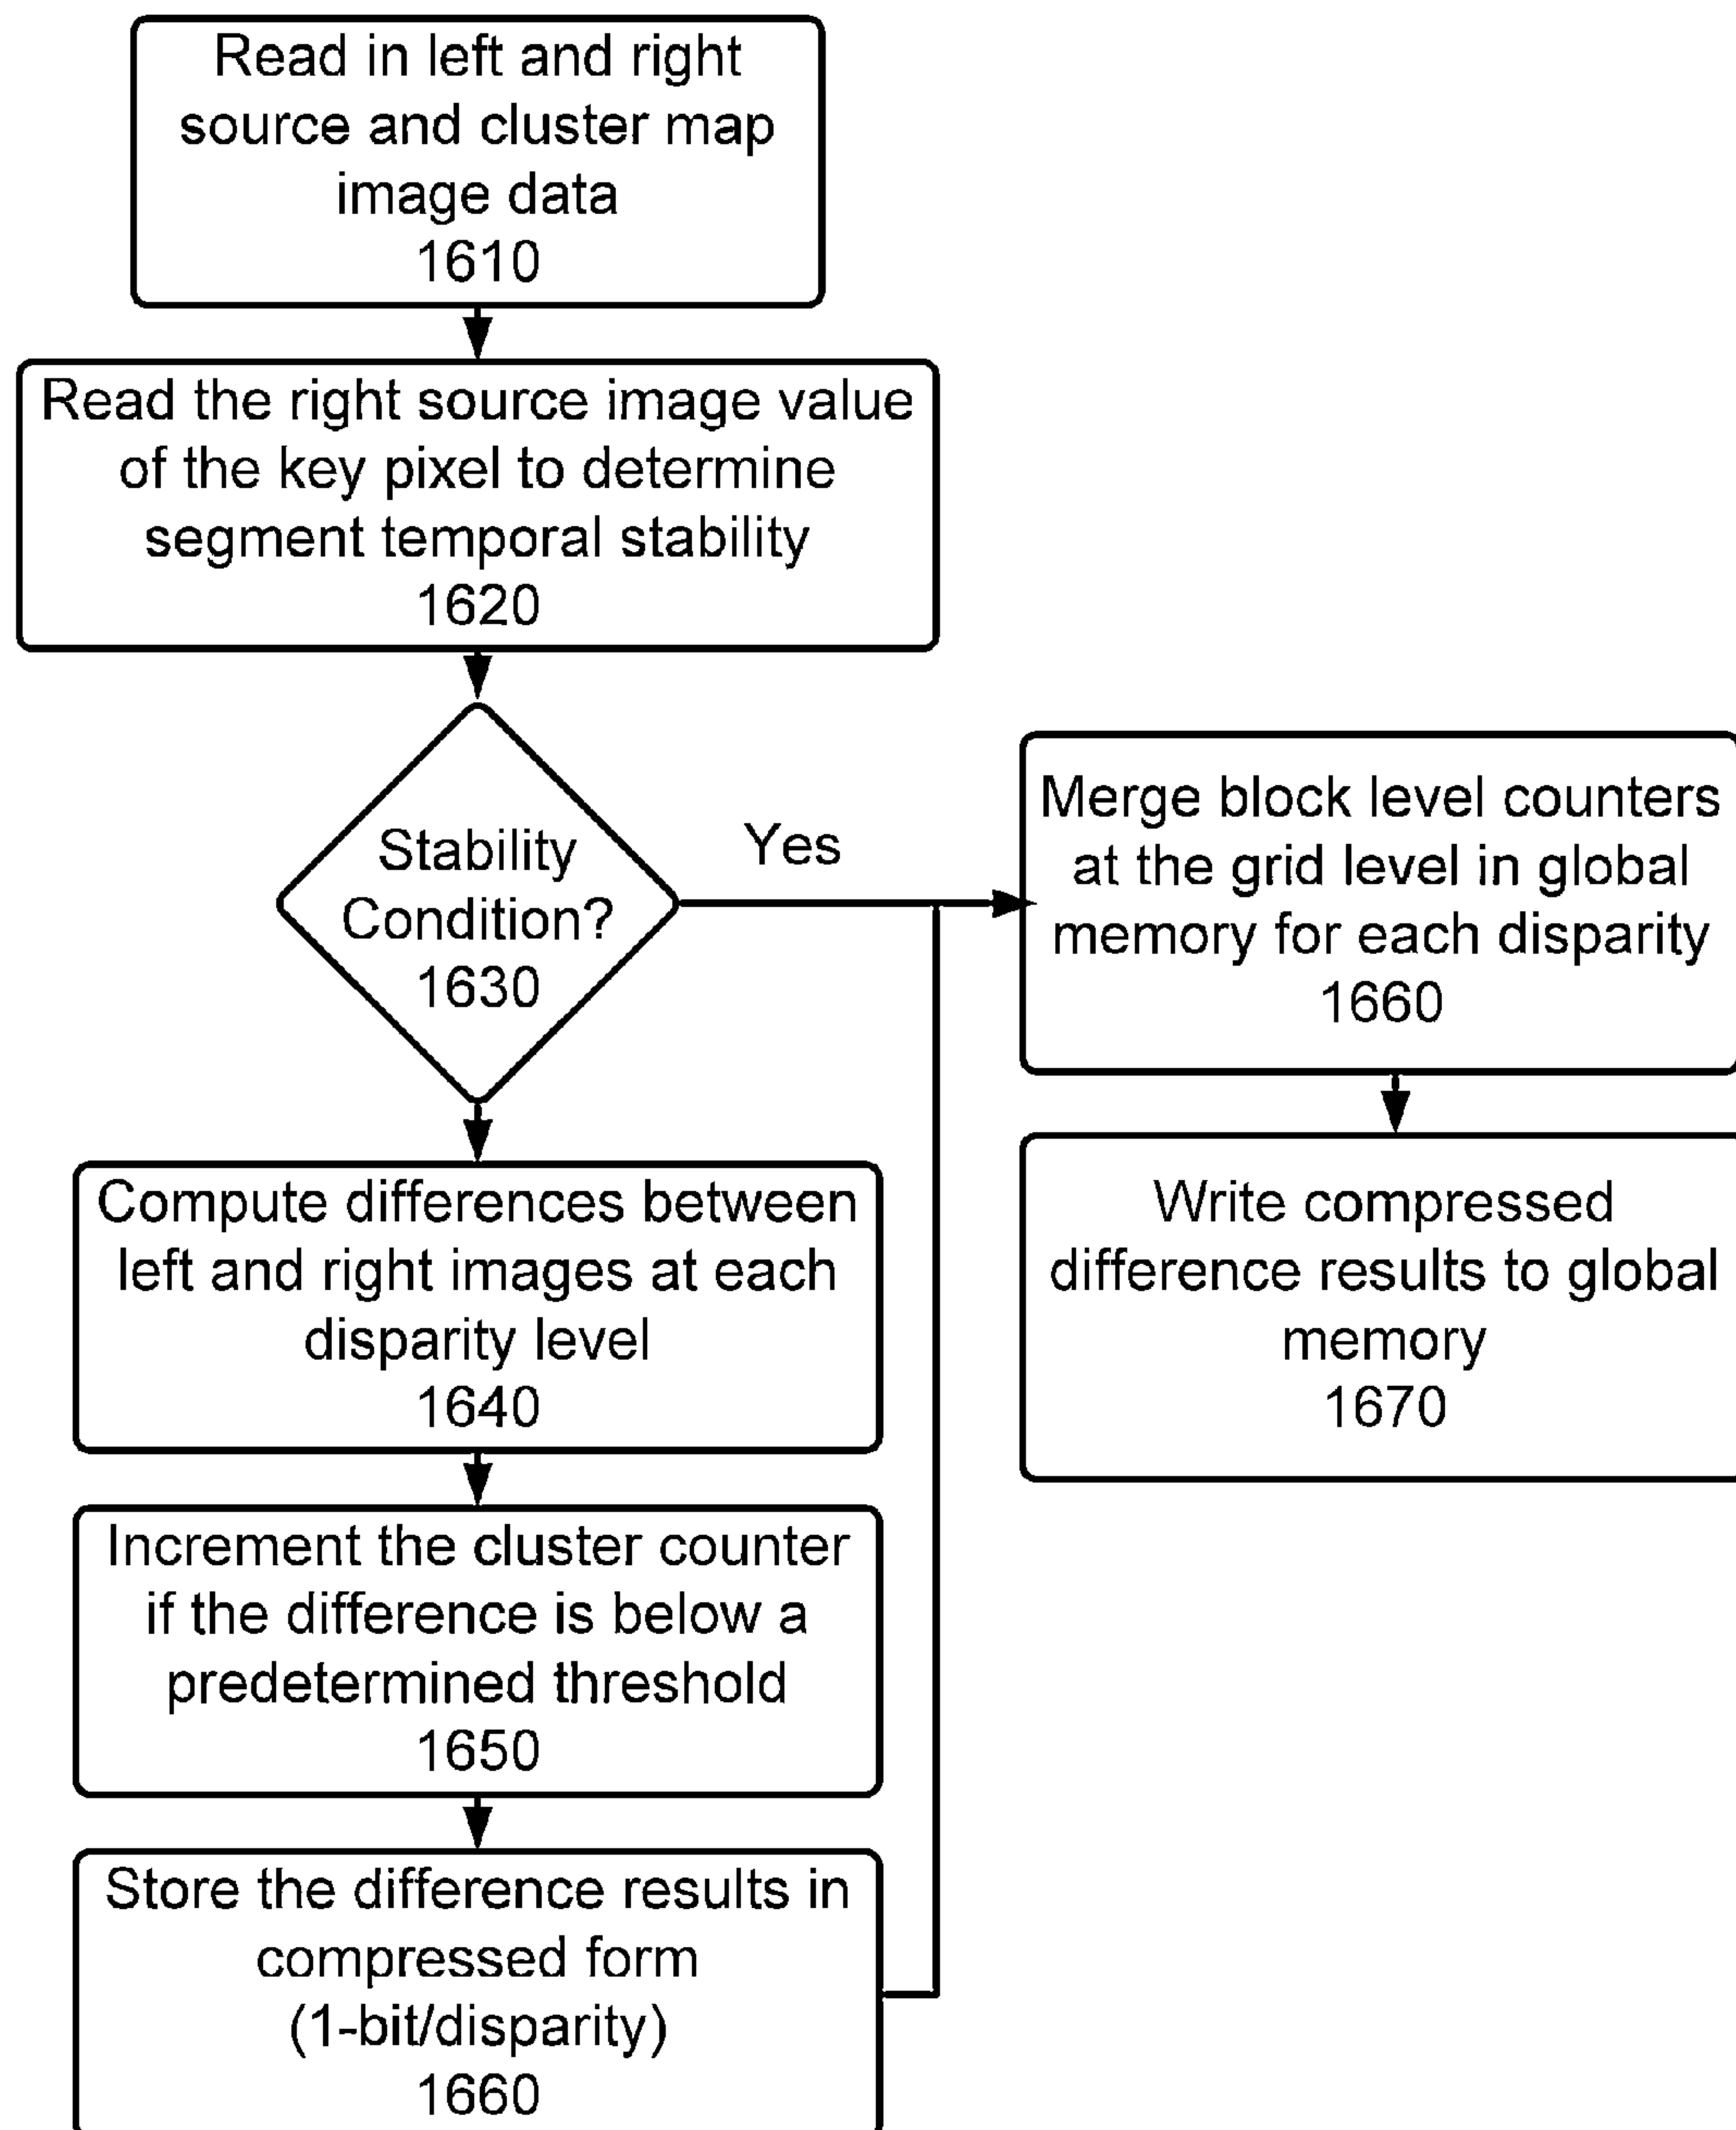 Read in left and right
source and cluster map
image data
1610
Read the right source image value
of the key pixel to determine
segment temporal stability
1620
Stability
Condition?
1630
Yes
Compute differences between
left and right images at each
disparity level
1640
Increment the cluster counter
if the difference is below a
predetermined threshold
1650
Store the difference results in
compressed form
(1-bit/disparity)
1660
Merge block level counters
at the grid level in global
memory for each disparity
1660
Write compressed
difference results to global
memory
1670